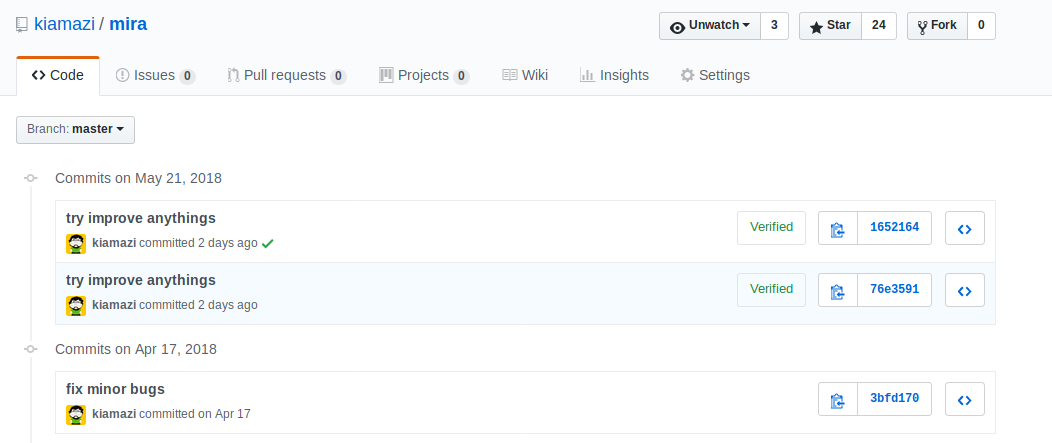 kiamazi / mira
Unwatch 3 Star 24 Fork 0
Code Issues 0 Pull requests 0 Projects 0 Wiki Insights Settings
Branch: master
Commits on May 21, 2018
try improve anythings
kiamazi committed 2 days ago
Verified 1652164
try improve anythings
kiamazi committed 2 days ago
Verified 76e3591
Commits on Apr 17, 2018
fix minor bugs
kiamazi committed on Apr 17
3bfd170